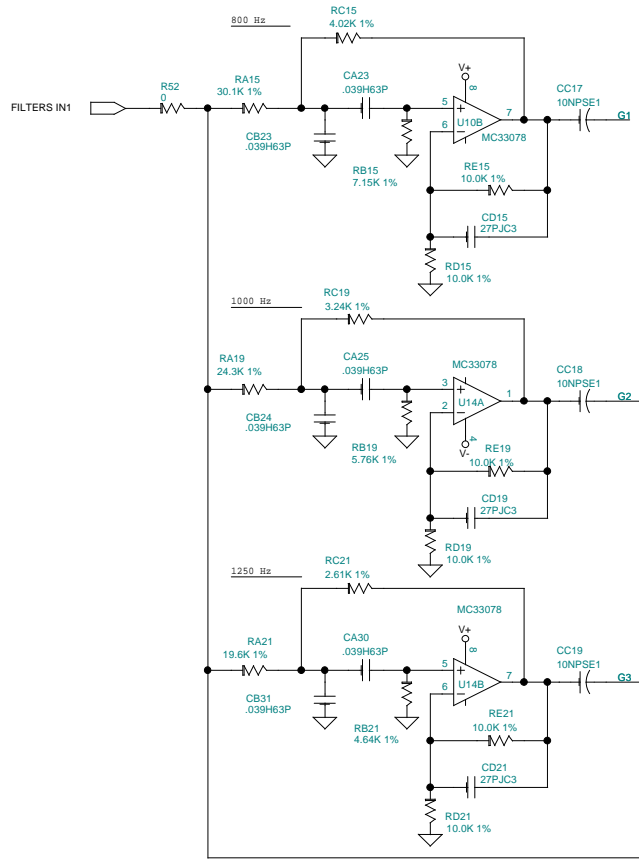 800 Hz
RC15
4.02K 1%
V+
R52
0
RA15
30.1K 1%
CA23
.039H63P
CC17
10NPSE1
FILTERS IN1
8
5
6
7
U10B
G1
MC33078
CB23
.039H63P
RB15
7.15K 1%
RE15
10.0K 1%
CD15
27PJC3
RD15
10.0K 1%
1000 Hz
RC19
3.24K 1%
RA19
24.3K 1%
CA25
.039H63P
MC33078
CC18
10NPSE1
3
2
1
U14A
G2
CB24
.039H63P
4
V-
RB19
5.76K 1%
RE19
10.0K 1%
CD19
27PJC3
RD19
10.0K 1%
1250 Hz
RC21
2.61K 1%
MC33078
V+
RA21
19.6K 1%
CA30
.039H63P
CC19
10NPSE1
8
5
6
7
U14B
G3
CB31
.039H63P
RB21
4.64K 1%
RE21
10.0K 1%
CD21
27PJC3
RD21
10.0K 1%